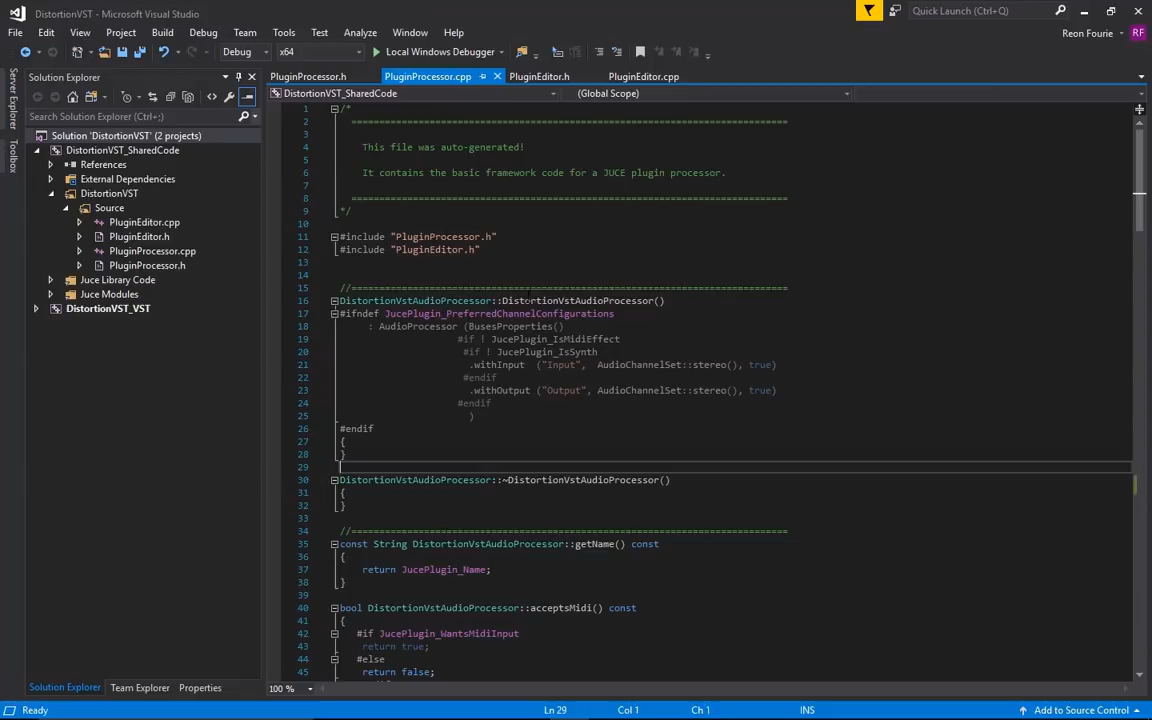 DistortionVST - Microsoft Visual Studio
Quick Launch (Ctrl+Q)
File Edit View Project Build Debug Team Tools Test Analyze Window Help
Reon Fourie RF
Debug x64 Local Windows Debugger
Server Explorer
Toolbox
Solution Explorer
Search Solution Explorer (Ctrl+;)
Solution 'DistortionVST' (2 projects)
DistortionVST_SharedCode
References
External Dependencies
DistortionVST
Source
PluginEditor.cpp
PluginEditor.h
PluginProcessor.cpp
PluginProcessor.h
Juce Library Code
Juce Modules
DistortionVST_VST
Solution Explorer Team Explorer Properties
PluginProcessor.h PluginProcessor.cpp PluginEditor.h PluginEditor.cpp
DistortionVST_SharedCode (Global Scope)
1 /*
2 ==============================================================================
3
4 This file was auto-generated!
5
6 It contains the basic framework code for a JUCE plugin processor.
7
8 ==============================================================================
9 */
10
11 #include "PluginProcessor.h"
12 #include "PluginEditor.h"
13
14
15 //==============================================================================
16 DistortionVstAudioProcessor::DistortionVstAudioProcessor()
17 #ifndef JucePlugin_PreferredChannelConfigurations
18 : AudioProcessor (BusesProperties()
19 #if ! JucePlugin_IsMidiEffect
20 #if ! JucePlugin_IsSynth
21 .withInput ("Input", AudioChannelSet::stereo(), true)
22 #endif
23 .withOutput ("Output", AudioChannelSet::stereo(), true)
24 #endif
25 )
26 #endif
27 {
28 }
29
30 DistortionVstAudioProcessor::~DistortionVstAudioProcessor()
31 {
32 }
33
34 //==============================================================================
35 const String DistortionVstAudioProcessor::getName() const
36 {
37 return JucePlugin_Name;
38 }
39
40 bool DistortionVstAudioProcessor::acceptsMidi() const
41 {
42 #if JucePlugin_WantsMidiInput
43 return true;
44 #else
45 return false;
100 %
Ready Ln 29 Col 1 Ch 1 INS Add to Source Control